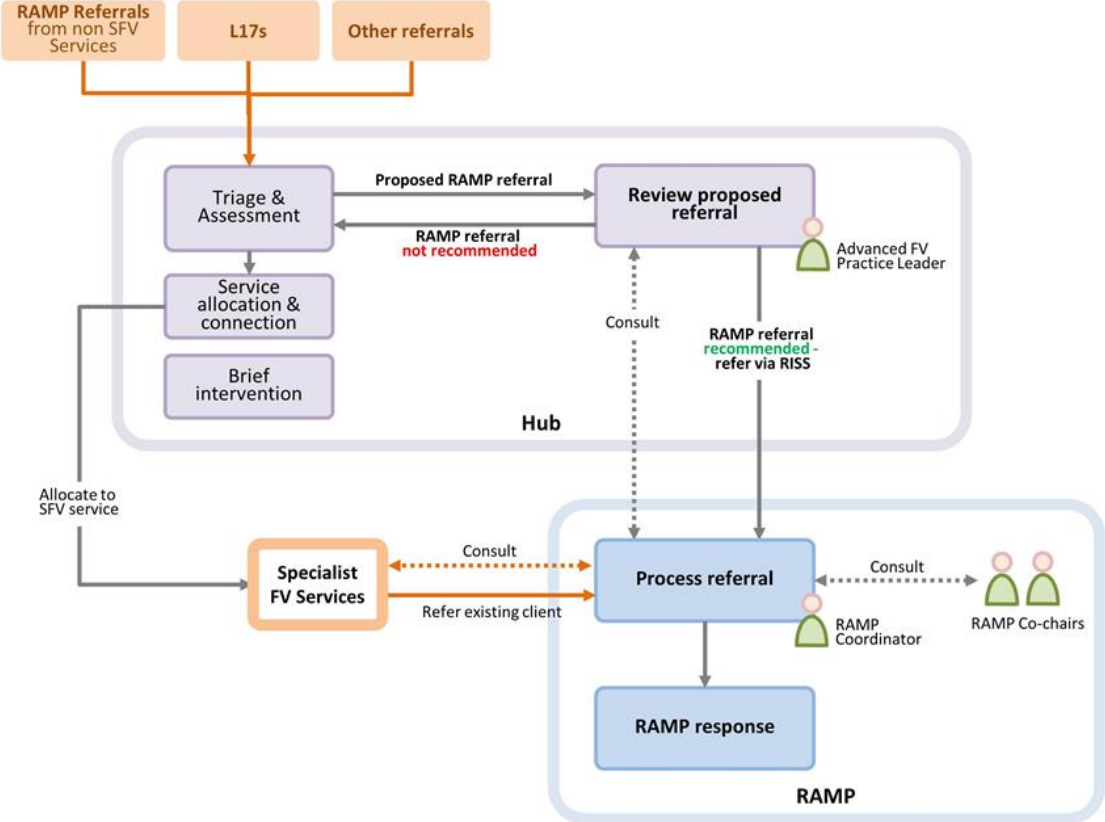 RAMP Referrals
from non SFV
Services
L17s
Other referrals
Triage &
Assessment
Proposed RAMP referral
RAMP referral
not recommended
Review proposed
referral
Advanced FV
Practice Leader
Service
allocation &
connection
Brief
intervention
Consult
RAMP referral
recommended -
refer via RISS
Hub
Allocate to
SFV service
Specialist
FV Services
Consult
Refer existing client
Process referral
RAMP
Coordinator
Consult
RAMP Co-chairs
RAMP response
RAMP